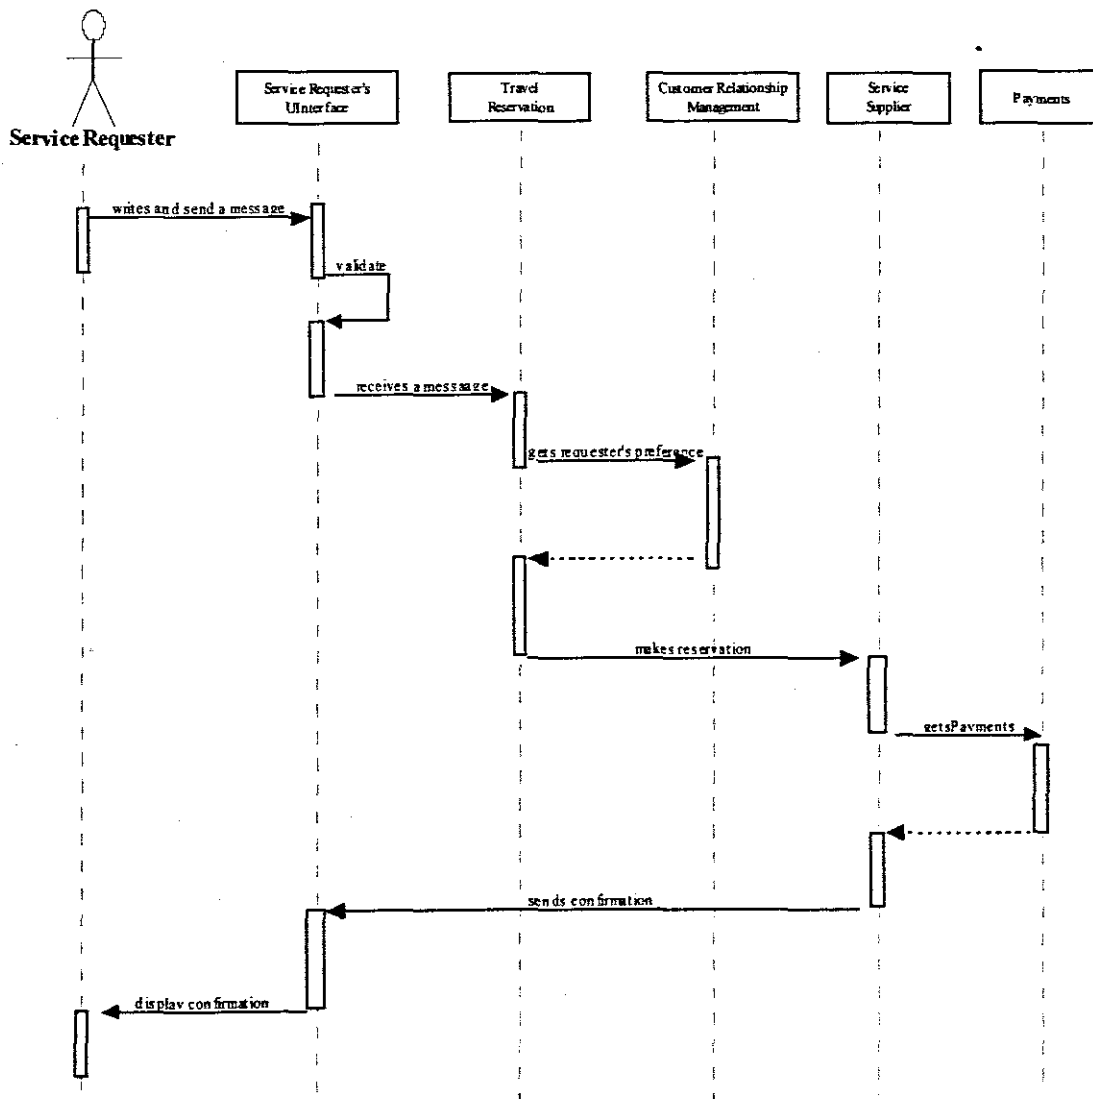 Service Requester's
UInterface
Travel
Reservation
Customer Relationship
Management
Service
Supplier
Payments
Service Requester
writes and send a message
validate
receives a message
gets requester's preference
makes reservation
getsPayments
sends confirmation
display confirmation